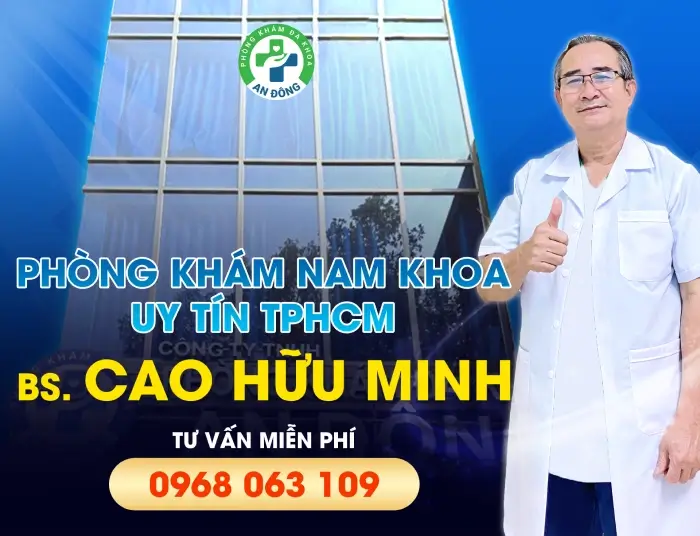 PHÒNG KHÁM ĐA KHOA
AN ĐÔNG
PHÒNG KHÁM NAM KHOA
UY TÍN TPHCM
CÔNG TY TNHH
KHÁM
AN ĐÔN
BS. CAO HỮU MINH
TƯ VẤN MIỄN PHÍ
0968 063 109